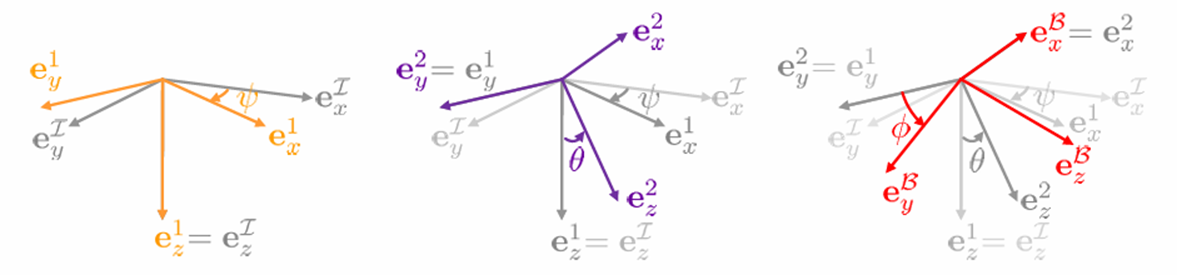 e_y^1
ψ
e_x^ℐ
e_y^ℐ
e_x^1
e_z^1 = e_z^ℐ
e_x^2
e_y^2 = e_y^1
ψ
e_x^ℐ
e_y^ℐ
e_x^1
θ
e_z^2
e_z^1 = e_z^ℐ
e_x^ℬ = e_x^2
e_y^2 = e_y^1
ψ
e_x^ℐ
ϕ
e_x^1
e_y^ℐ
θ
e_z^ℬ
e_y^ℬ
e_z^2
e_z^1 = e_z^ℐ